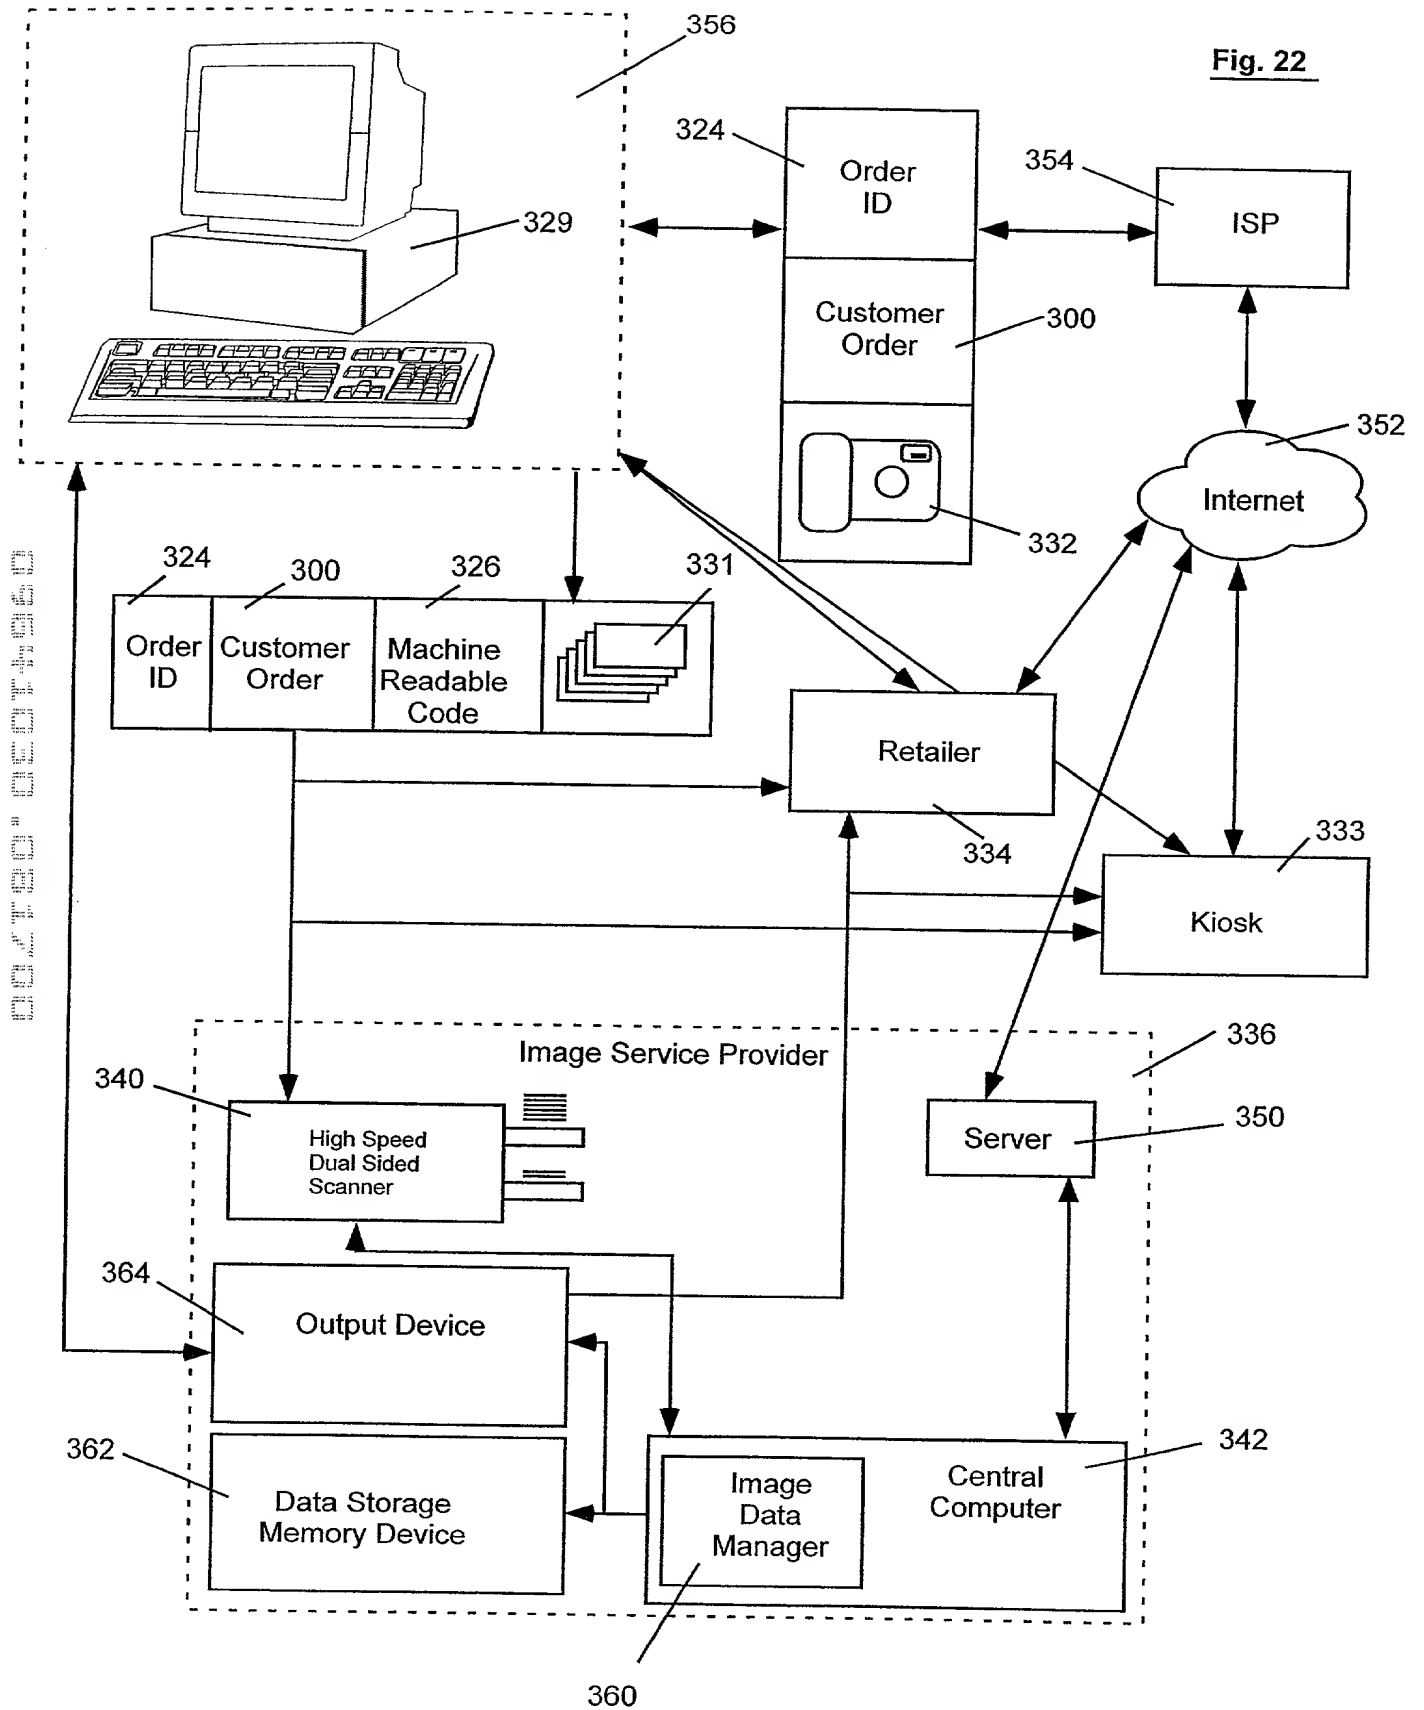 356
Fig. 22
324
Order
ID
354
ISP
329
Customer
Order
300
352
Internet
332
324
300
326
331
Order
ID
Customer
Order
Machine
Readable
Code
Retailer
334
333
Kiosk
336
Image Service Provider
340
High Speed
Dual Sided
Scanner
Server
350
364
Output Device
362
Data Storage
Memory Device
Image
Data
Manager
Central
Computer
342
360